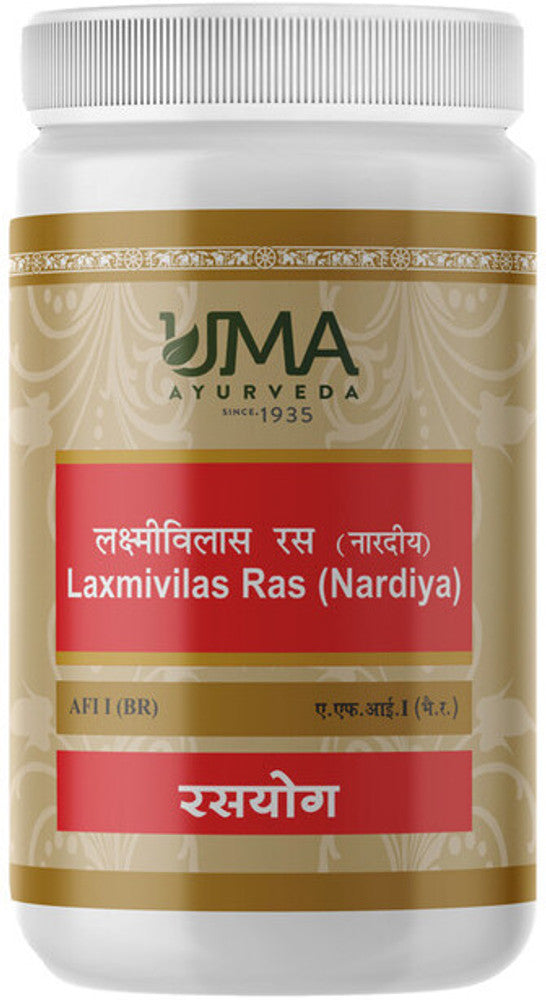 UMA
AYURVEDA
SINCE.1935
लक्ष्मीविलास रस (नारदीय)
Laxmivilas Ras (Nardiya)
AFI I (BR) ए.एफ.आई.I (भै.र.)
रसयोग